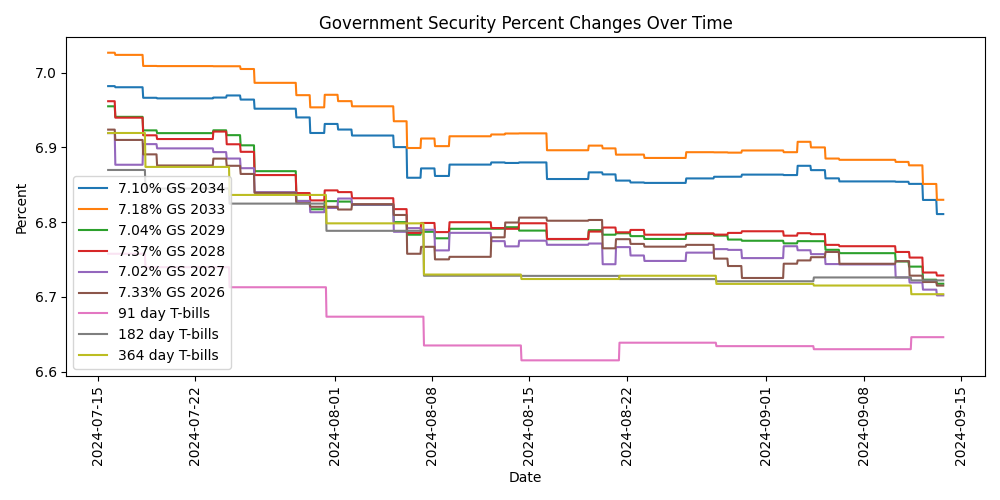 Government Security Percent Changes Over Time
Percent
7.0
6.9
6.8
6.7
6.6
7.10% GS 2034
7.18% GS 2033
7.04% GS 2029
7.37% GS 2028
7.02% GS 2027
7.33% GS 2026
91 day T-bills
182 day T-bills
364 day T-bills
2024-07-15
2024-07-22
2024-08-01
2024-08-08
2024-08-15
2024-08-22
2024-09-01
2024-09-08
2024-09-15
Date